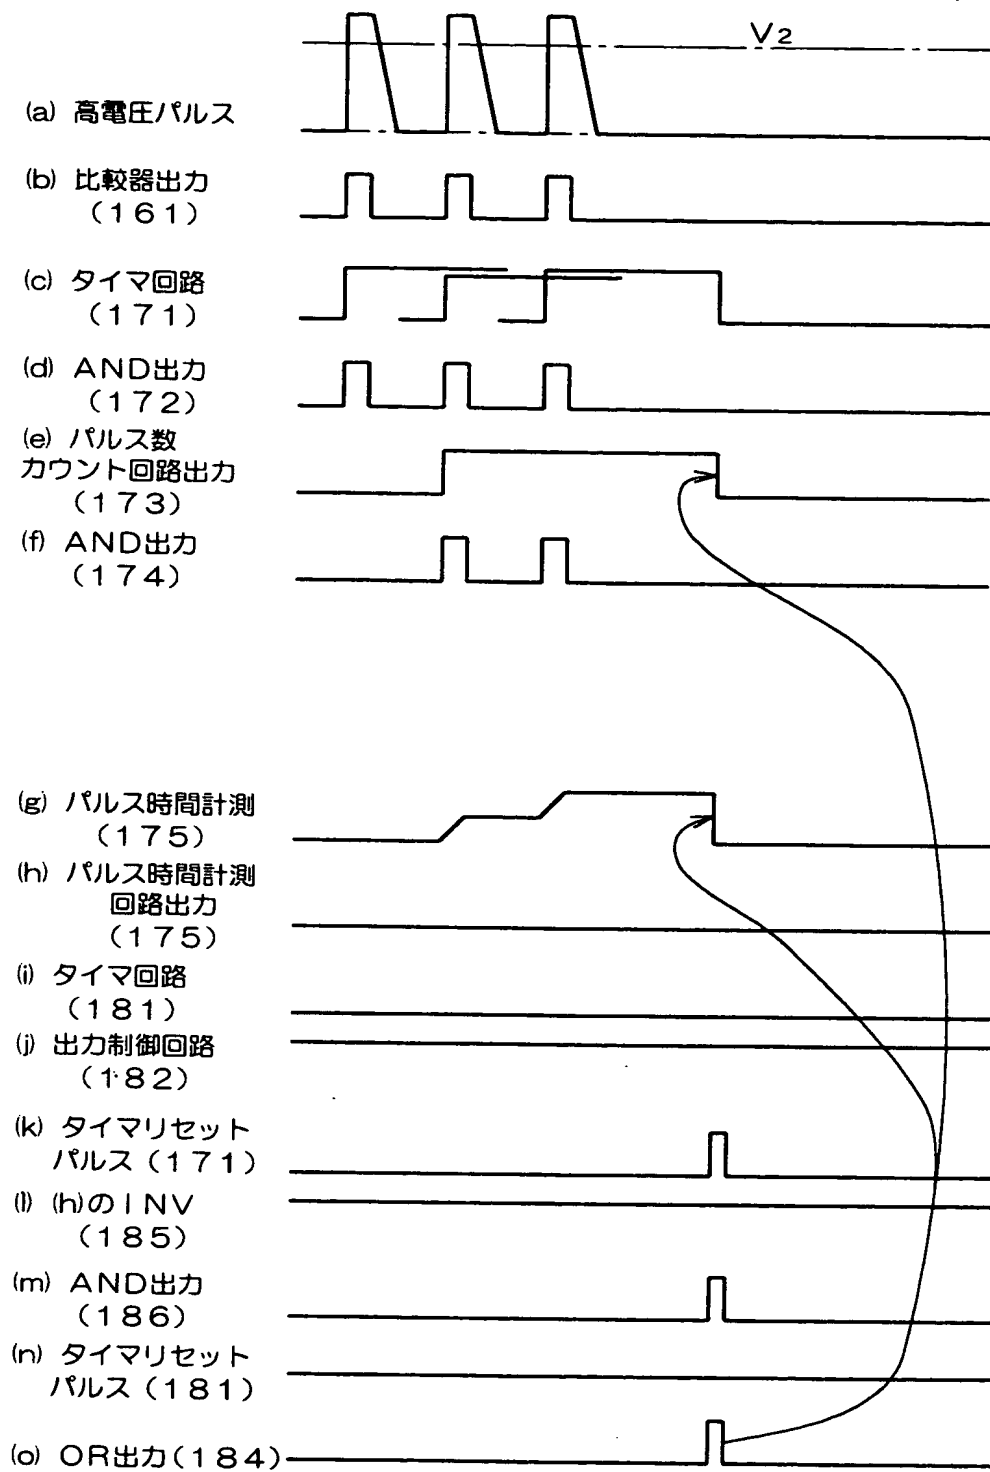 V2
(a) 高電圧パルス
(b) 比較器出力
(161)
(c) タイマ回路
(171)
(d) AND出力
(172)
(e) パルス数
カウント回路出力
(173)
(f) AND出力
(174)
(g) パルス時間計測
(175)
(h) パルス時間計測
回路出力
(175)
(i) タイマ回路
(181)
(j) 出力制御回路
(182)
(k) タイマリセット
パルス(171)
(l) (h)のINV
(185)
(m) AND出力
(186)
(n) タイマリセット
パルス(181)
(o) OR出力(184)